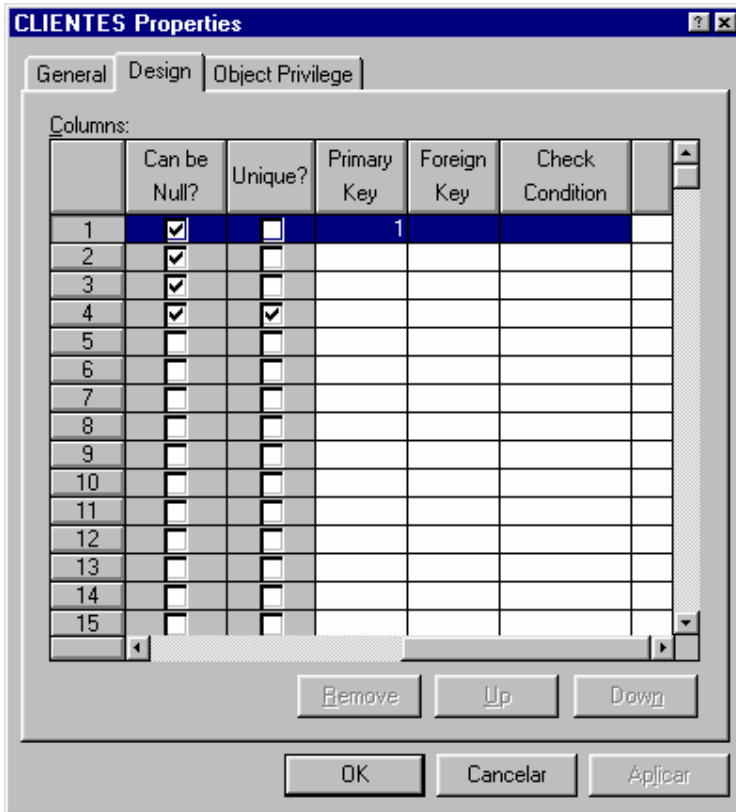 CLIENTES Properties
General Design Object Privilege
Columns:
Can be Null? Unique? Primary Key Foreign Key Check Condition
1 1
2
3
4
5
6
7
8
9
10
11
12
13
14
15
Remove Up Down
OK Cancelar Aplicar